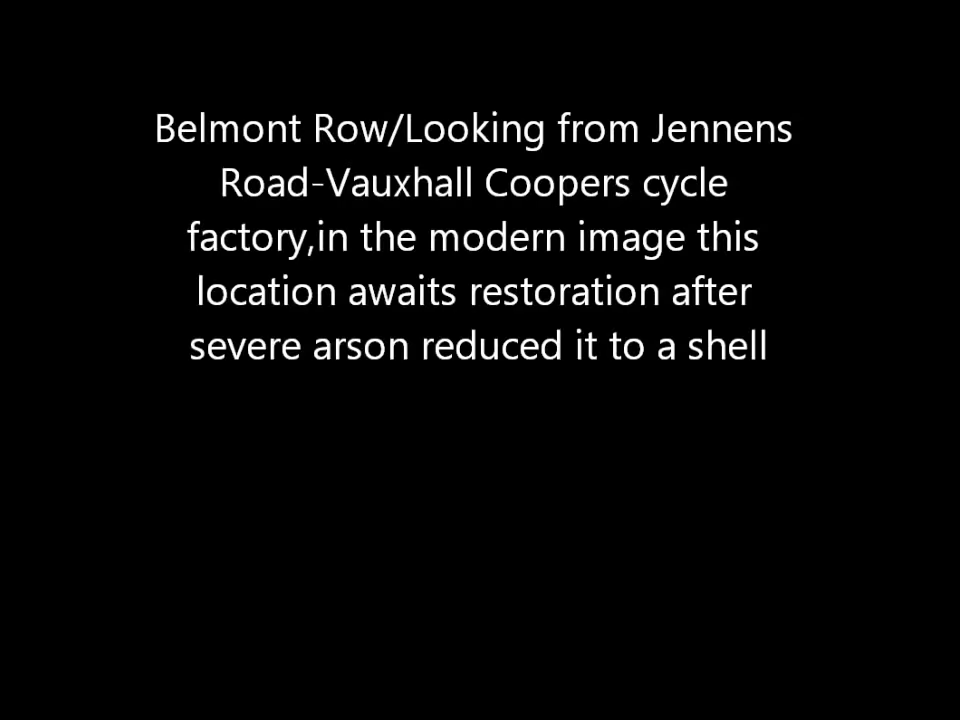 Belmont Row/Looking from Jennens
Road-Vauxhall Coopers cycle
factory,in the modern image this
location awaits restoration after
severe arson reduced it to a shell